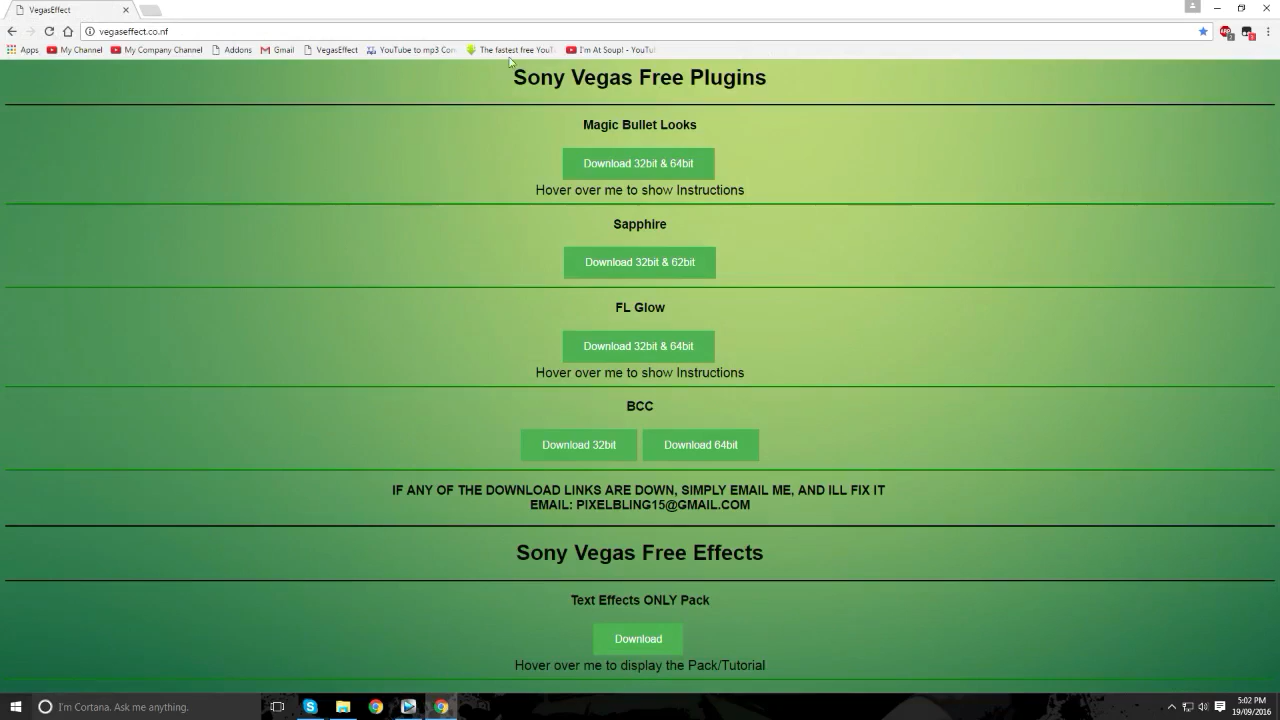 VegasEffect
vegaseffect.co.nf
Apps My Channel My Company Channel Addons Gmail VegasEffect YouTube to mp3 Con The fastest free You I'm At Soup! - YouTu
Sony Vegas Free Plugins
Magic Bullet Looks
Download 32bit & 64bit
Hover over me to show Instructions
Sapphire
Download 32bit & 62bit
FL Glow
Download 32bit & 64bit
Hover over me to show Instructions
BCC
Download 32bit Download 64bit
IF ANY OF THE DOWNLOAD LINKS ARE DOWN, SIMPLY EMAIL ME, AND ILL FIX IT
EMAIL: PIXELBLING15@GMAIL.COM
Sony Vegas Free Effects
Text Effects ONLY Pack
Download
Hover over me to display the Pack/Tutorial
I'm Cortana. Ask me anything.
5:02 PM
19/09/2016